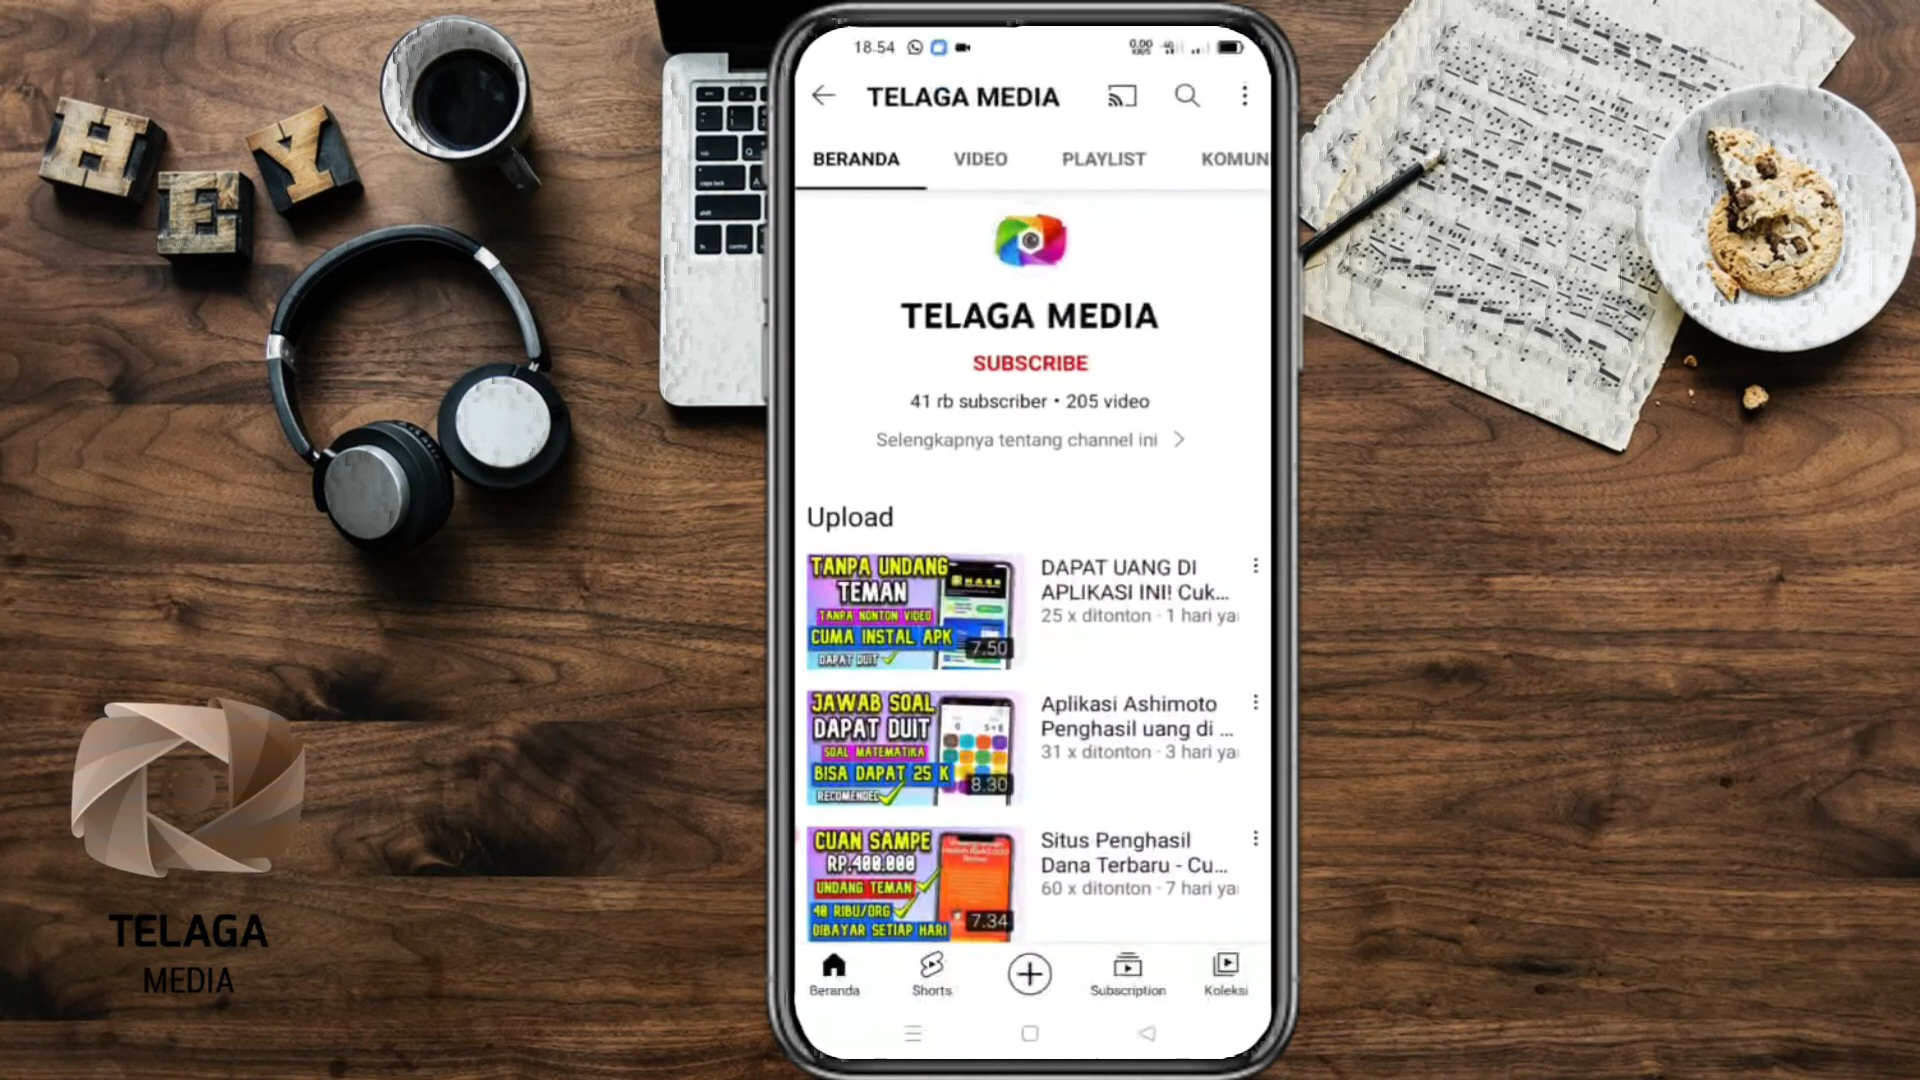 HEY
18.54
TELAGA MEDIA
BERANDA VIDEO PLAYLIST KOMUN
TELAGA MEDIA
SUBSCRIBE
41 rb subscriber • 205 video
Selengkapnya tentang channel ini
Upload
TANPA UNDANG
TEMAN
TANPA NONTON VIDEO
CUMA INSTAL APK
DAPAT DUIT
7.50
DAPAT UANG DI
APLIKASI INI! Cuk...
25 x ditonton · 1 hari ya
JAWAB SOAL
DAPAT DUIT
SOAL MATEMATIKA
BISA DAPAT 25 K
RECOMENDED
8.30
Aplikasi Ashimoto
Penghasil uang di ...
31 x ditonton · 3 hari ya
CUAN SAMPE
RP.400.000
UNDANG TEMAN
40 RIBU/ORG
DIBAYAR SETIAP HARI
7.34
Situs Penghasil
Dana Terbaru - Cu...
60 x ditonton · 7 hari ya
Beranda Shorts Subscription Koleksi
TELAGA
MEDIA